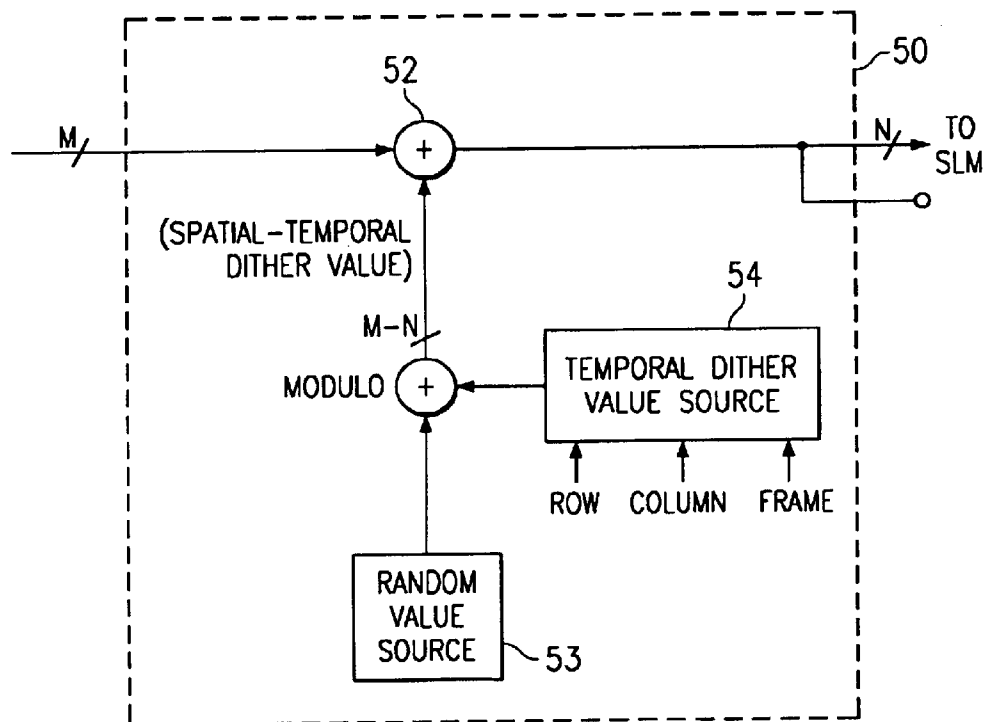 50
52
M
N
TO
SLM
(SPATIAL-TEMPORAL
DITHER VALUE)
54
M-N
MODULO
+
+
TEMPORAL DITHER
VALUE SOURCE
ROW
COLUMN
FRAME
RANDOM
VALUE
SOURCE
53